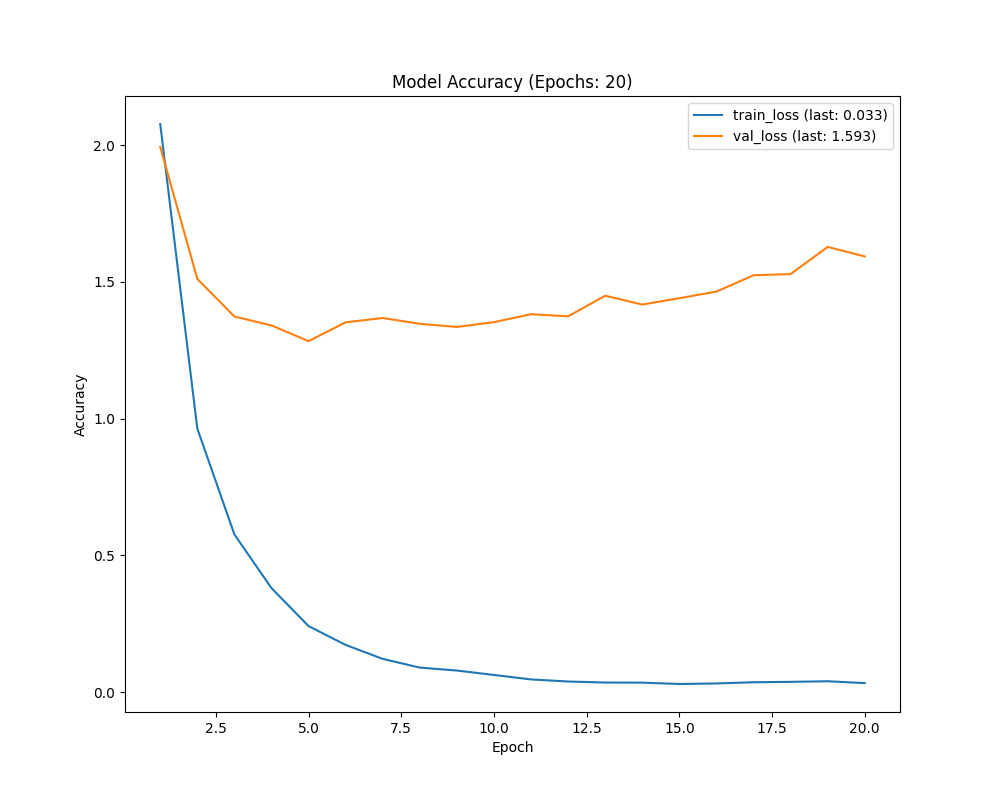 Model Accuracy (Epochs: 20)
train_loss (last: 0.033)
val_loss (last: 1.593)
Accuracy
2.0
1.5
1.0
0.5
0.0
2.5 5.0 7.5 10.0 12.5 15.0 17.5 20.0
Epoch